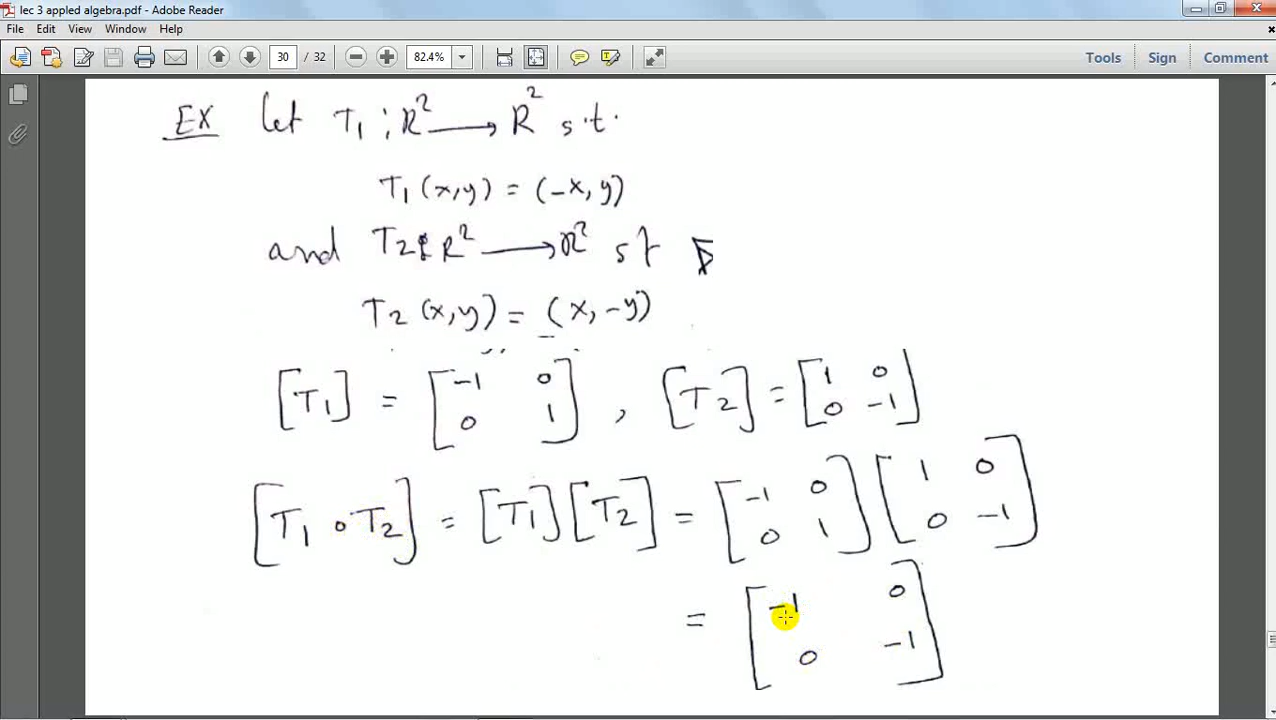 lec 3 appled algebra.pdf - Adobe Reader
File Edit View Window Help
30 / 32 82.4% Tools Sign Comment
Ex let T₁ : R² → R² s.t.
T₁(x,y) = (-x, y)
and T₂: R² → R² st
T₂(x,y) = (x, -y)
[T₁] = [-1 0; 0 1] , [T₂] = [1 0; 0 -1]
[T₁ ∘ T₂] = [T₁][T₂] = [-1 0; 0 1] [1 0; 0 -1]
= [-1 0; 0 -1]